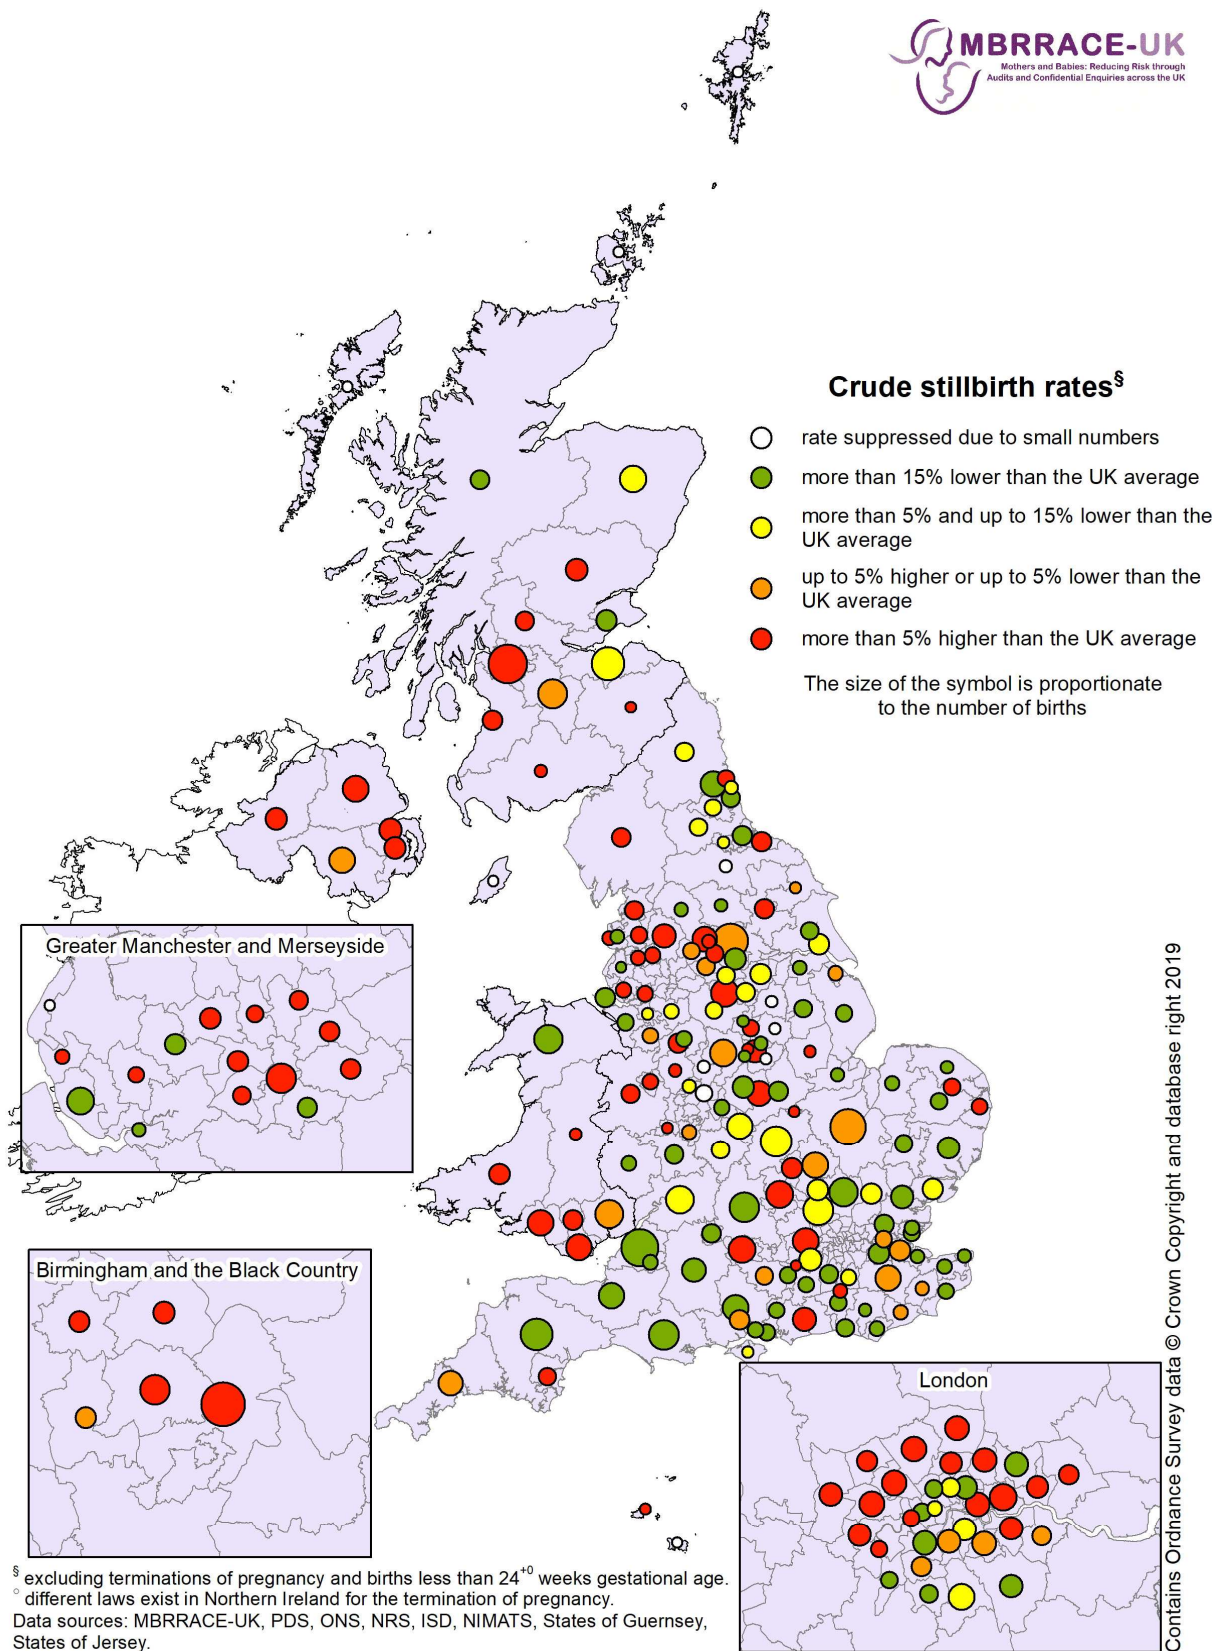 MBRRACE-UK
Mothers and Babies: Reducing Risk through
Audits and Confidential Enquiries across the UK
Crude stillbirth rates§
rate suppressed due to small numbers
more than 15% lower than the UK average
more than 5% and up to 15% lower than the
UK average
up to 5% higher or up to 5% lower than the
UK average
more than 5% higher than the UK average
The size of the symbol is proportionate
to the number of births
Greater Manchester and Merseyside
Birmingham and the Black Country
London
§ excluding terminations of pregnancy and births less than 24+0 weeks gestational age.
○ different laws exist in Northern Ireland for the termination of pregnancy.
Data sources: MBRRACE-UK, PDS, ONS, NRS, ISD, NIMATS, States of Guernsey,
States of Jersey.
Contains Ordnance Survey data © Crown Copyright and database right 2019